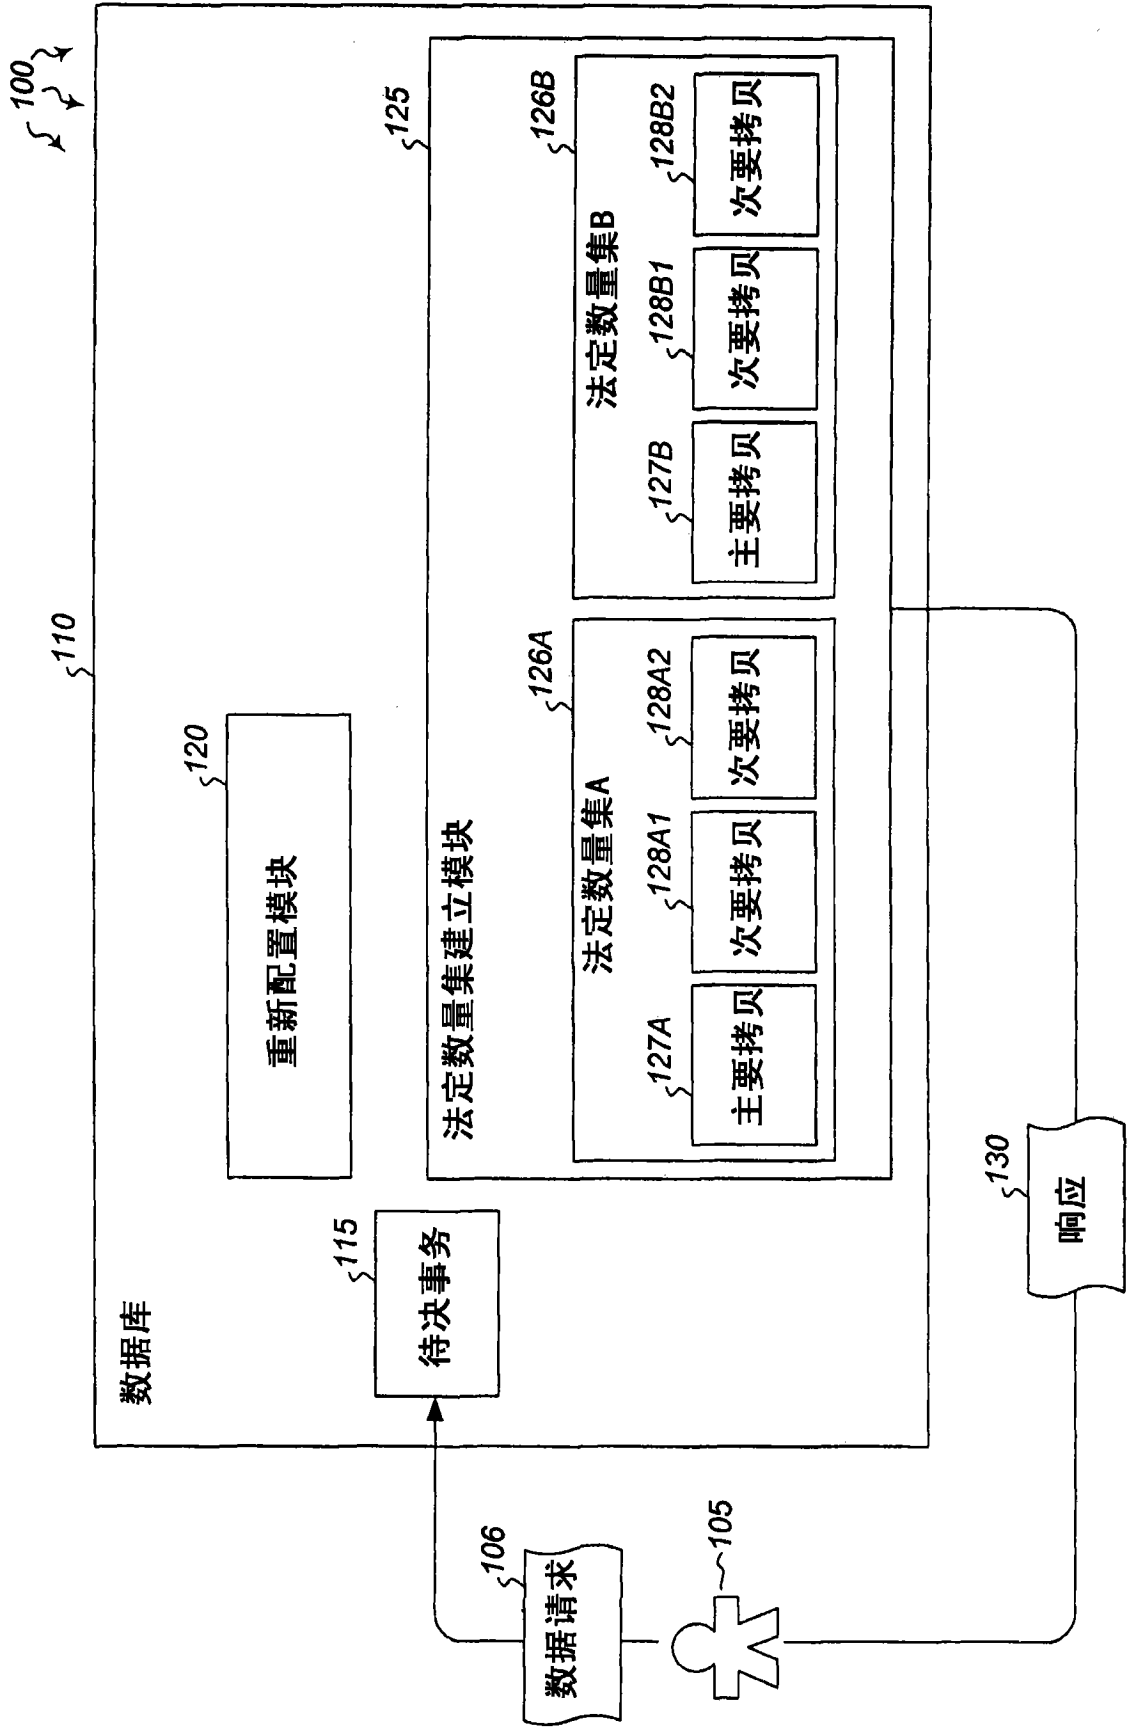 100
110
数据库
120
重新配置模块
115
待决事务
125
法定数量集建立模块
126A
法定数量集A
127A
主要拷贝
128A1
次要拷贝
128A2
次要拷贝
126B
法定数量集B
127B
主要拷贝
128B1
次要拷贝
128B2
次要拷贝
106
数据请求
105
130
响应